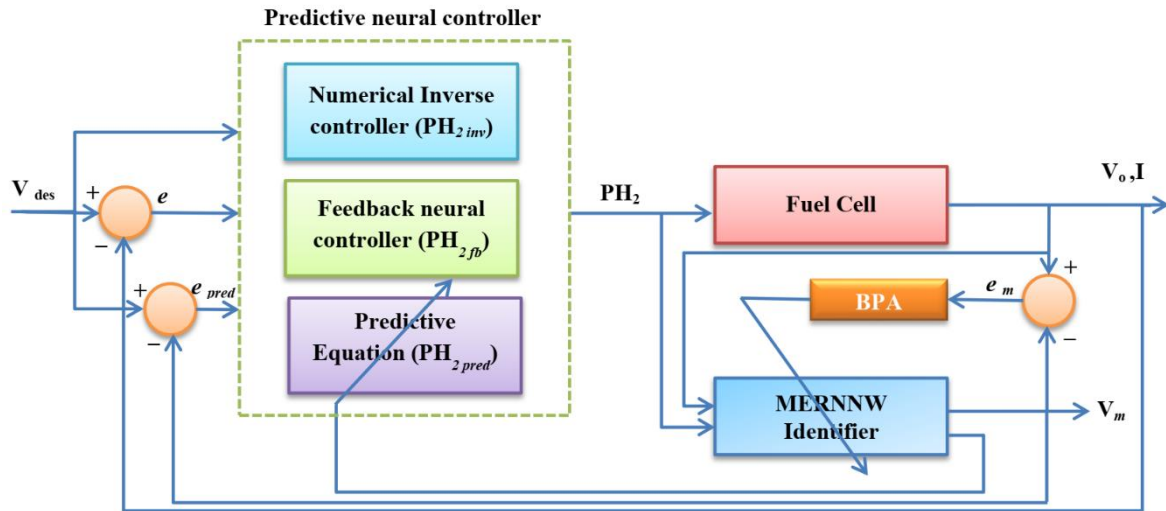 Predictive neural controller
Numerical Inverse
controller (PH2 inv)
V des
+
e
−
Feedback neural
controller (PH2 fb)
+
e pred
−
Predictive
Equation (PH2 pred)
PH2
Fuel Cell
Vo ,I
+
e m
BPA
−
MERNNW
Identifier
Vm